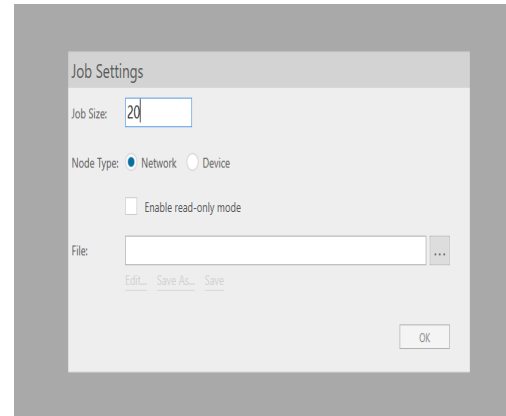 Job Settings
Job Size: 20
Node Type: Network Device
Enable read-only mode
File: ...
Edit... Save As... Save
OK